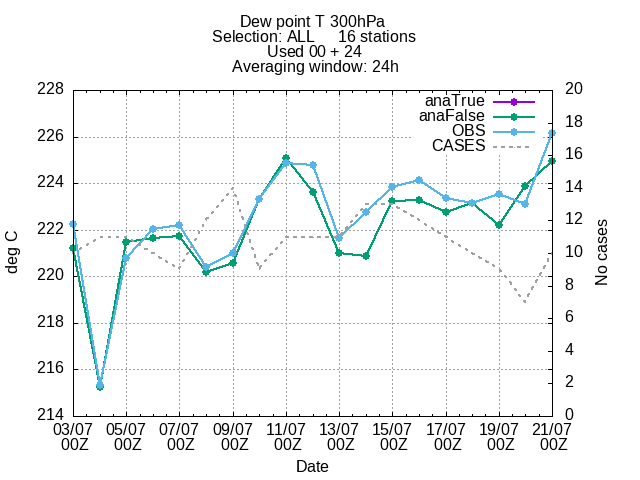 Dew point T 300hPa
Selection: ALL 16 stations
Used 00 + 24
Averaging window: 24h
228 20
226 18
224 16
222 14
220 12
218 10
216 8
214 6
4
2
0
anaTrue
anaFalse
OBS
CASES
deg C
No cases
03/07 05/07 07/07 09/07 11/07 13/07 15/07 17/07 19/07 21/07
00Z 00Z 00Z 00Z 00Z 00Z 00Z 00Z 00Z 00Z
Date